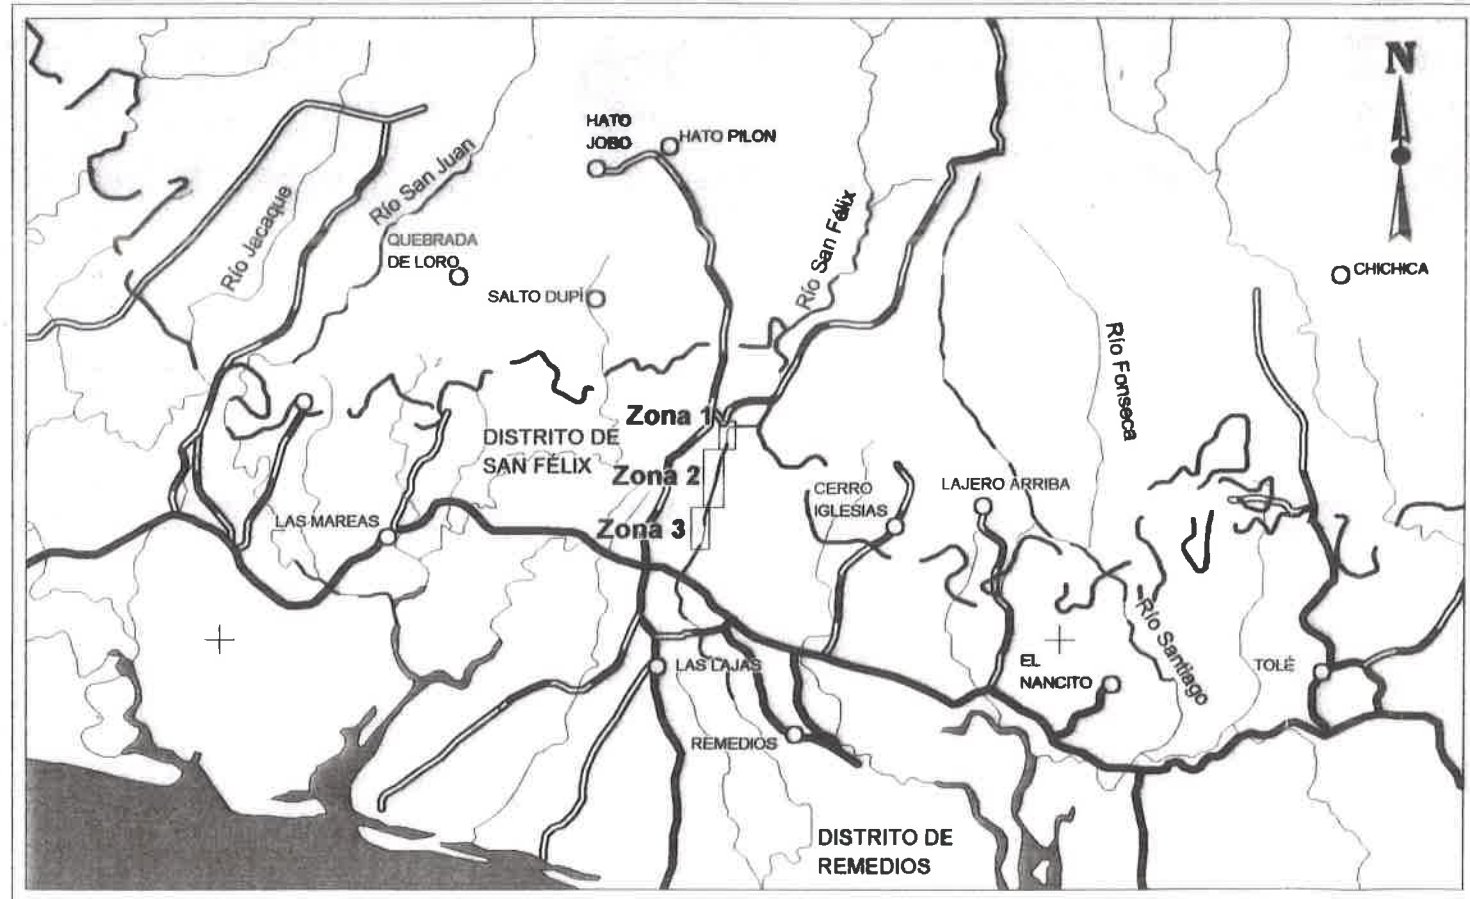 N
HATO
JOBO
HATO PILON
Río San Juan
Río Jacaque
Río San Félix
QUEBRADA
DE LORO
SALTO DUPÍ
CHICHICA
Río Fonseca
Zona 1
DISTRITO DE
SAN FÉLIX
Zona 2
Zona 3
LAS MAREAS
CERRO
IGLESIAS
LAJERO ARRIBA
Río Santiago
LAS LAJAS
EL
NANCITO
TOLÉ
REMEDIOS
DISTRITO DE
REMEDIOS